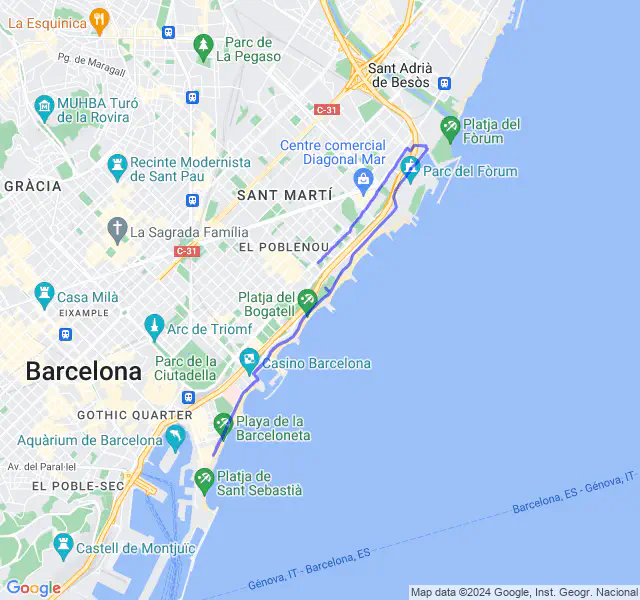 La Esquinica
Parc de
La Pegaso
Pg. de Maragall
Sant Adrià
de Besòs
MUHBA Turó
de la Rovira
C-31
Platja del
Fòrum
Centre comercial
Diagonal Mar
Recinte Modernista
de Sant Pau
Parc del Fòrum
GRÀCIA
SANT MARTÍ
La Sagrada Família
C-31
EL POBLENOU
Casa Milà
EIXAMPLE
Platja del
Bogatell
Arc de Triomf
Parc de la
Ciutadella
Casino Barcelona
Barcelona
GOTHIC QUARTER
Playa de la
Barceloneta
Aquàrium de Barcelona
Av. del Paral·lel
EL POBLE-SEC
Platja de
Sant Sebastià
Barcelona, ES - Génova, IT
Castell de Montjuïc
Génova, IT - Barcelona, ES
Google
Map data ©2024 Google, Inst. Geogr. Nacional